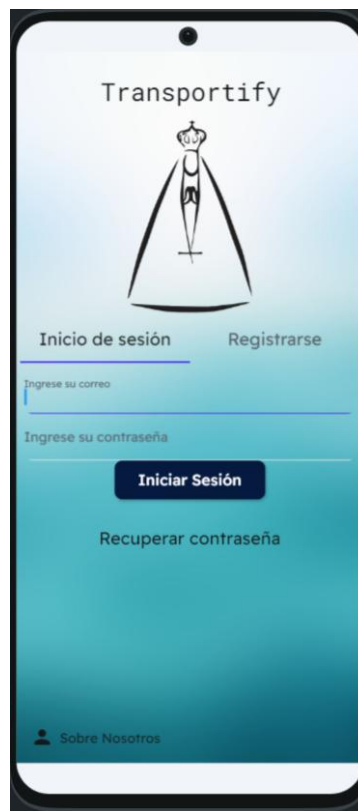 Transportify
Inicio de sesión Registrarse
Ingrese su correo
Ingrese su contraseña
Iniciar Sesión
Recuperar contraseña
Sobre Nosotros